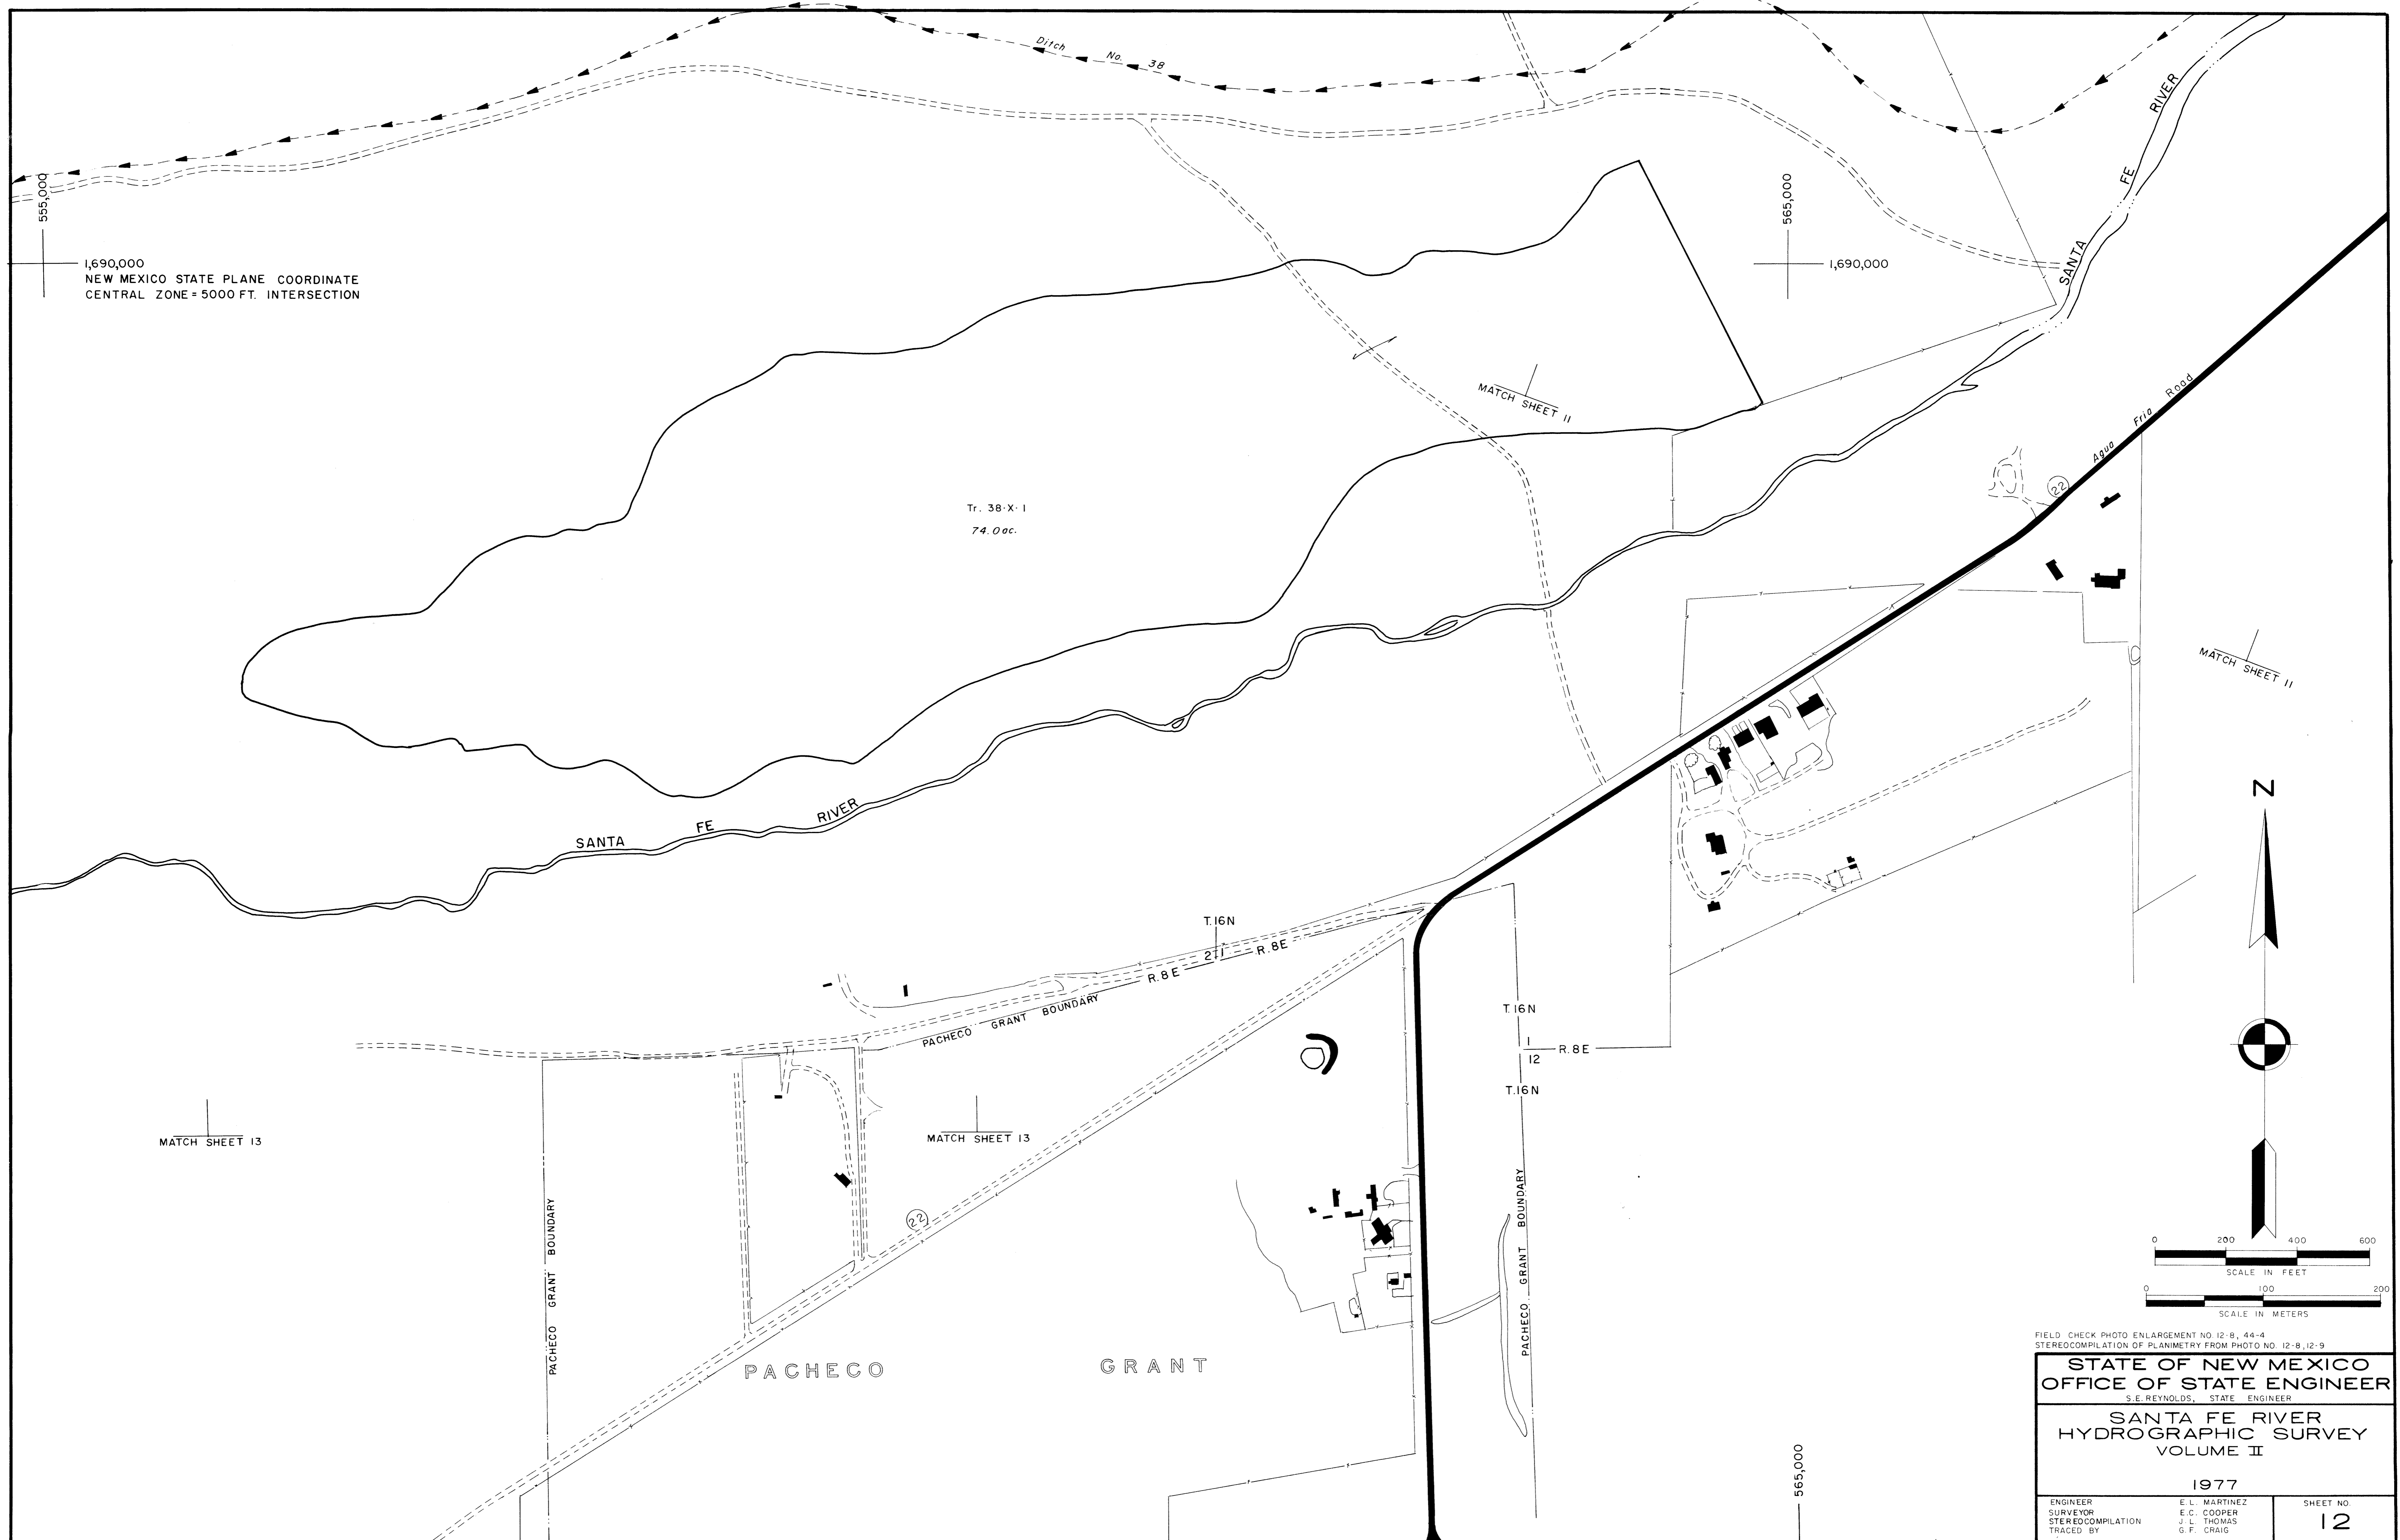 Ditch No. 38
SANTA FE RIVER
555,000
1,690,000
NEW MEXICO STATE PLANE COORDINATE
CENTRAL ZONE = 5000 FT. INTERSECTION
565,000
1,690,000
MATCH SHEET 11
Agua Fria Road
22
Tr. 38-X-1
74.0 ac.
MATCH SHEET 11
SANTA FE RIVER
N
T.16N
2 1
R.8E
R.8E
PACHECO GRANT BOUNDARY
T.16N
1
R.8E
12
T.16N
MATCH SHEET 13
MATCH SHEET 13
PACHECO GRANT BOUNDARY
22
PACHECO GRANT BOUNDARY
PACHECO GRANT
565,000
0 200 400 600
SCALE IN FEET
0 100 200
SCALE IN METERS
FIELD CHECK PHOTO ENLARGEMENT NO. 12-8, 44-4
STEREOCOMPILATION OF PLANIMETRY FROM PHOTO NO. 12-8, 12-9
STATE OF NEW MEXICO
OFFICE OF STATE ENGINEER
S.E. REYNOLDS, STATE ENGINEER
SANTA FE RIVER
HYDROGRAPHIC SURVEY
VOLUME II
1977
ENGINEER E.L. MARTINEZ
SURVEYOR E.C. COOPER
STEREOCOMPILATION J.L. THOMAS
TRACED BY G.F. CRAIG
SHEET NO.
12